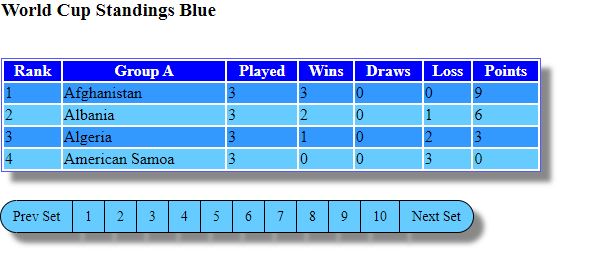 World Cup Standings Blue
Rank Group A Played Wins Draws Loss Points
1 Afghanistan 3 3 0 0 9
2 Albania 3 2 0 1 6
3 Algeria 3 1 0 2 3
4 American Samoa 3 0 0 3 0
Prev Set 1 2 3 4 5 6 7 8 9 10 Next Set